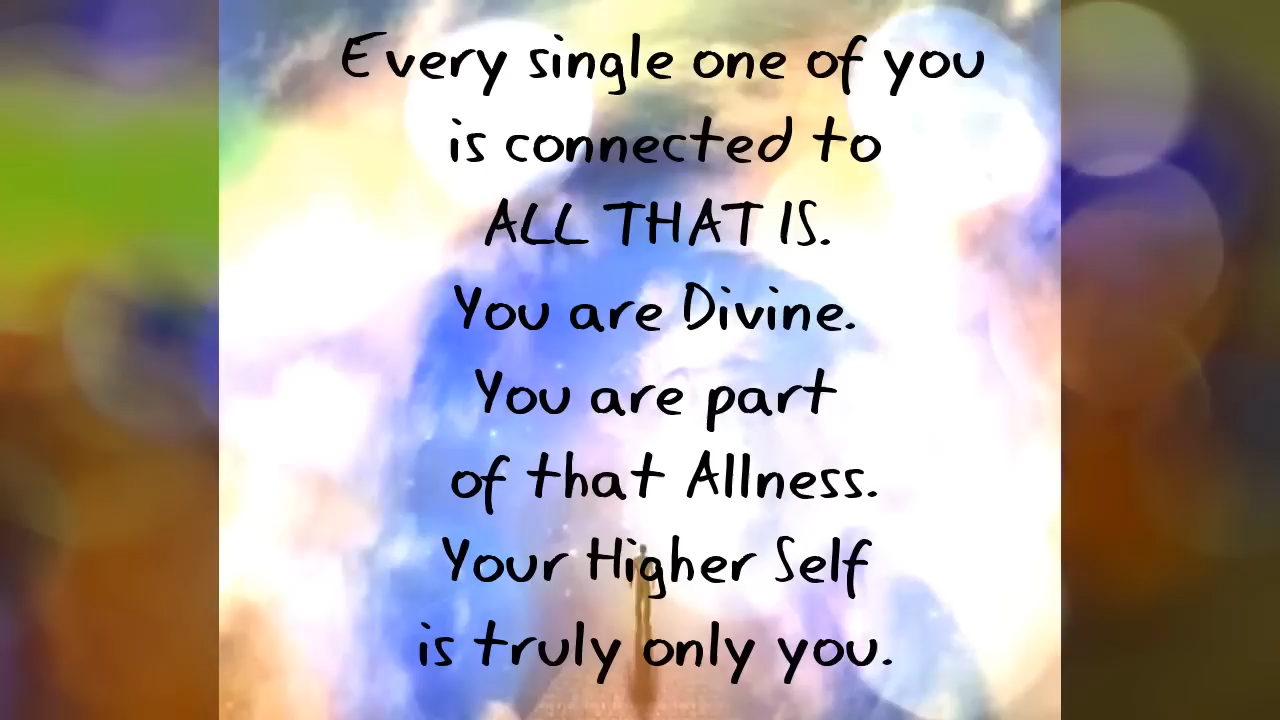 Every single one of you
is connected to
ALL THAT IS.
You are Divine.
You are part
of that Allness.
Your Higher Self
is truly only you.